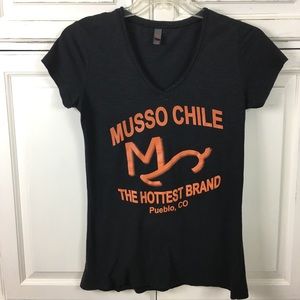 MUSSO CHILE
M
THE HOTTEST BRAND
Pueblo, CO